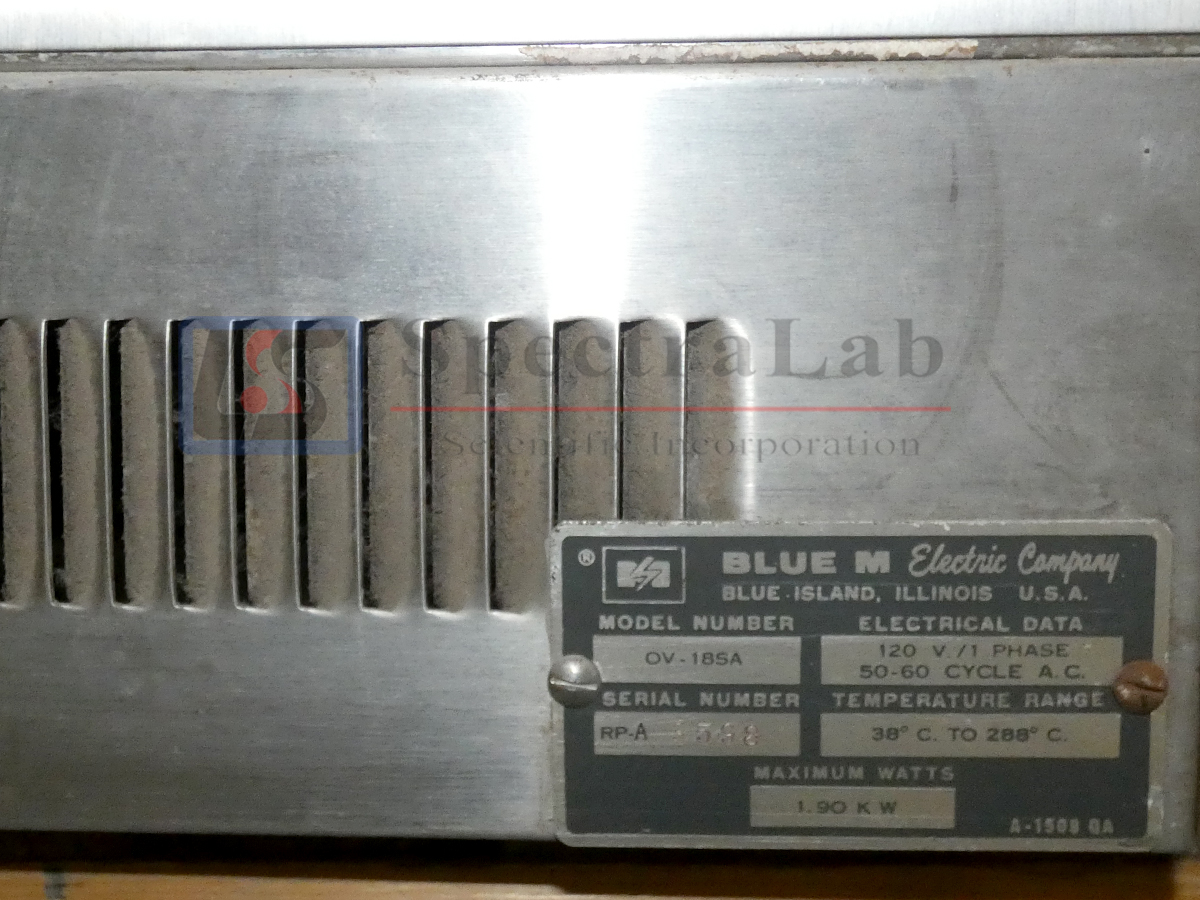 SpectraLab
Scientific Incorporation
® BLUE M Electric Company
BLUE ISLAND, ILLINOIS U.S.A.
MODEL NUMBER ELECTRICAL DATA
OV-18SA 120 V./1 PHASE
50-60 CYCLE A.C.
SERIAL NUMBER TEMPERATURE RANGE
RP-A 38° C. TO 288° C.
MAXIMUM WATTS
1.90 KW